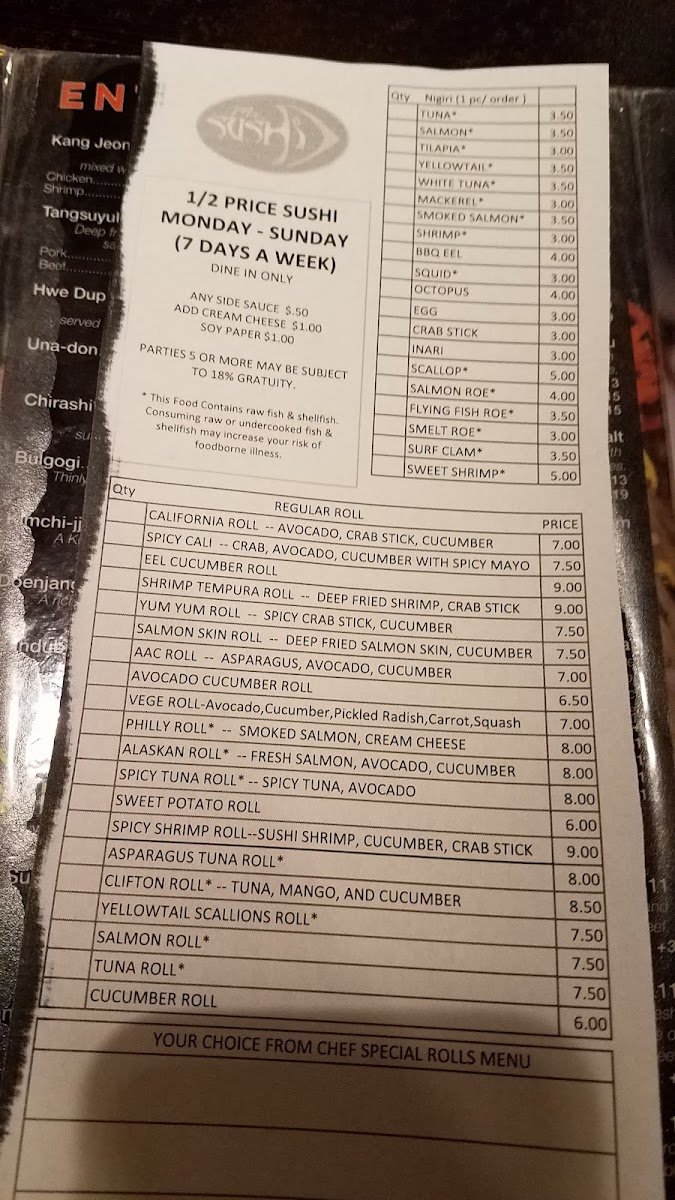 EN
Kang Jeon
mixed w
Chicken
Shrimp
Tangsuyul
Deep fr
Pork
Beef
Hwe Dup
served
Una-don
Chirashi
Bulgogi
Thinly
mchi-ji
A K
Doenjang
SUSHI
1/2 PRICE SUSHI
MONDAY - SUNDAY
(7 DAYS A WEEK)
DINE IN ONLY
ANY SIDE SAUCE $.50
ADD CREAM CHEESE $1.00
SOY PAPER $1.00
PARTIES 5 OR MORE MAY BE SUBJECT
TO 18% GRATUITY.
* This Food Contains raw fish & shellfish.
Consuming raw or undercooked fish &
shellfish may increase your risk of
foodborne illness.
Qty Nigiri (1 pc/ order )
TUNA* 3.50
SALMON* 3.50
TILAPIA* 3.00
YELLOWTAIL* 3.50
WHITE TUNA* 3.50
MACKEREL* 3.00
SMOKED SALMON* 3.50
SHRIMP* 3.00
BBQ EEL 4.00
SQUID* 3.00
OCTOPUS 4.00
EGG 3.00
CRAB STICK 3.00
INARI 3.00
SCALLOP* 5.00
SALMON ROE* 4.00
FLYING FISH ROE* 3.50
SMELT ROE* 3.00
SURF CLAM* 3.50
SWEET SHRIMP* 5.00
Qty REGULAR ROLL PRICE
CALIFORNIA ROLL -- AVOCADO, CRAB STICK, CUCUMBER 7.00
SPICY CALI -- CRAB, AVOCADO, CUCUMBER WITH SPICY MAYO 7.50
EEL CUCUMBER ROLL 9.00
SHRIMP TEMPURA ROLL -- DEEP FRIED SHRIMP, CRAB STICK 9.00
YUM YUM ROLL -- SPICY CRAB STICK, CUCUMBER 7.50
SALMON SKIN ROLL -- DEEP FRIED SALMON SKIN, CUCUMBER 7.50
AAC ROLL -- ASPARAGUS, AVOCADO, CUCUMBER 7.00
AVOCADO CUCUMBER ROLL 6.50
VEGE ROLL-Avocado,Cucumber,Pickled Radish,Carrot,Squash 7.00
PHILLY ROLL* -- SMOKED SALMON, CREAM CHEESE 8.00
ALASKAN ROLL* -- FRESH SALMON, AVOCADO, CUCUMBER 8.00
SPICY TUNA ROLL* -- SPICY TUNA, AVOCADO 8.00
SWEET POTATO ROLL 6.00
SPICY SHRIMP ROLL--SUSHI SHRIMP, CUCUMBER, CRAB STICK 9.00
ASPARAGUS TUNA ROLL* 8.00
CLIFTON ROLL* -- TUNA, MANGO, AND CUCUMBER 8.50
YELLOWTAIL SCALLIONS ROLL* 7.50
SALMON ROLL* 7.50
TUNA ROLL* 7.50
CUCUMBER ROLL 6.00
YOUR CHOICE FROM CHEF SPECIAL ROLLS MENU